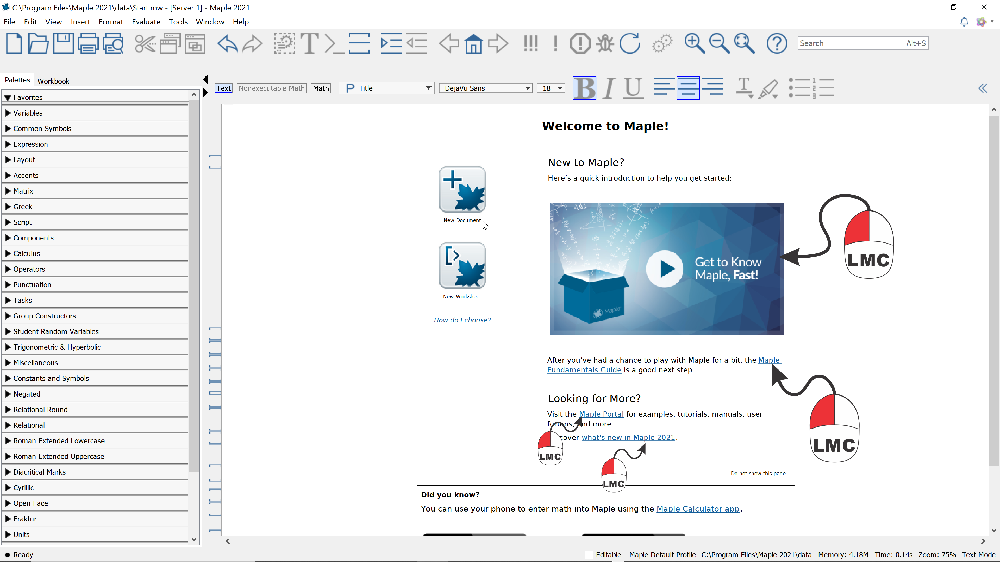 C:\Program Files\Maple 2021\data\Start.mw - [Server 1] - Maple 2021
File Edit View Insert Format Evaluate Tools Window Help
Search Alt+S
Palettes Workbook
Text Nonexecutable Math Math P Title DejaVu Sans 18 B I U
Favorites
Variables
Common Symbols
Expression
Layout
Accents
Matrix
Greek
Script
Components
Calculus
Operators
Punctuation
Tasks
Group Constructors
Student Random Variables
Trigonometric & Hyperbolic
Miscellaneous
Constants and Symbols
Negated
Relational Round
Relational
Roman Extended Lowercase
Roman Extended Uppercase
Diacritical Marks
Cyrillic
Open Face
Fraktur
Units
Welcome to Maple!
New Document
New Worksheet
How do I choose?
New to Maple?
Here's a quick introduction to help you get started:
Get to Know
Maple, Fast!
Maple
LMC
After you've had a chance to play with Maple for a bit, the Maple
Fundamentals Guide is a good next step.
LMC
Looking for More?
Visit the Maple Portal for examples, tutorials, manuals, user
forums, and more.
cover what's new in Maple 2021.
LMC
LMC
Do not show this page
Did you know?
You can use your phone to enter math into Maple using the Maple Calculator app.
Ready
Editable Maple Default Profile C:\Program Files\Maple 2021\data Memory: 4.18M Time: 0.14s Zoom: 75% Text Mode